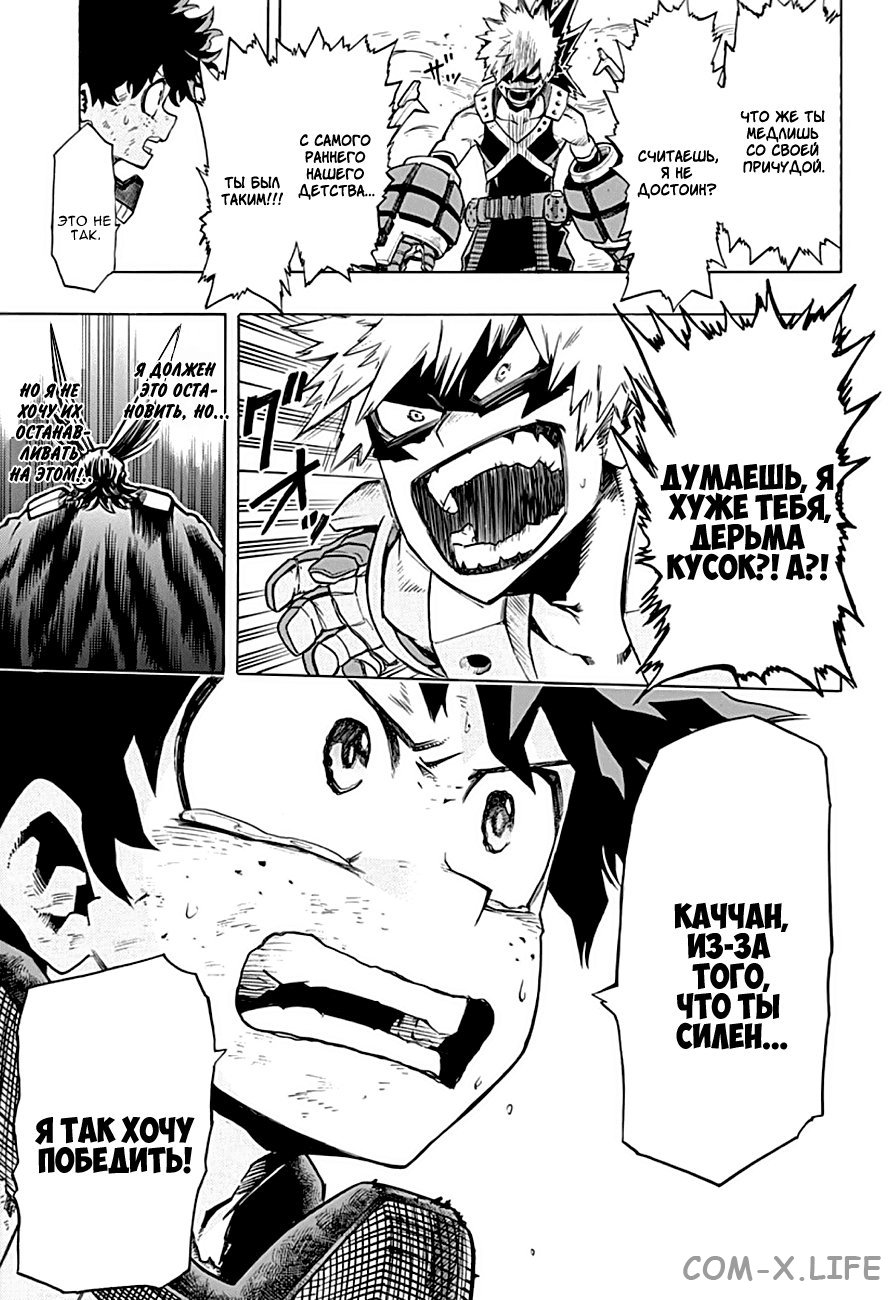 ЧТО ЖЕ ТЫ
МЕДЛИШЬ
СО СВОЕЙ
ПРИЧУДОЙ.
СЧИТАЕШЬ,
Я НЕ
ДОСТОИН?
С САМОГО
РАННЕГО
НАШЕГО
ДЕТСТВА...
ТЫ БЫЛ
ТАКИМ!!!
ЭТО НЕ
ТАК.
ザッ
ДУМАЕШЬ, Я
ХУЖЕ ТЕБЯ,
ДЕРЬМА
КУСОК?! А?!
Я ДОЛЖЕН
ЭТО ОСТА-
НОВИТЬ, НО...
НО Я НЕ
ХОЧУ ИХ
ОСТАНАВ-
ЛИВАТЬ
НА ЭТОМ!..
КАЧЧАН,
ИЗ-ЗА
ТОГО,
ЧТО ТЫ
СИЛЕН...
Я ТАК ХОЧУ
ПОБЕДИТЬ!
COM-X.LIFE